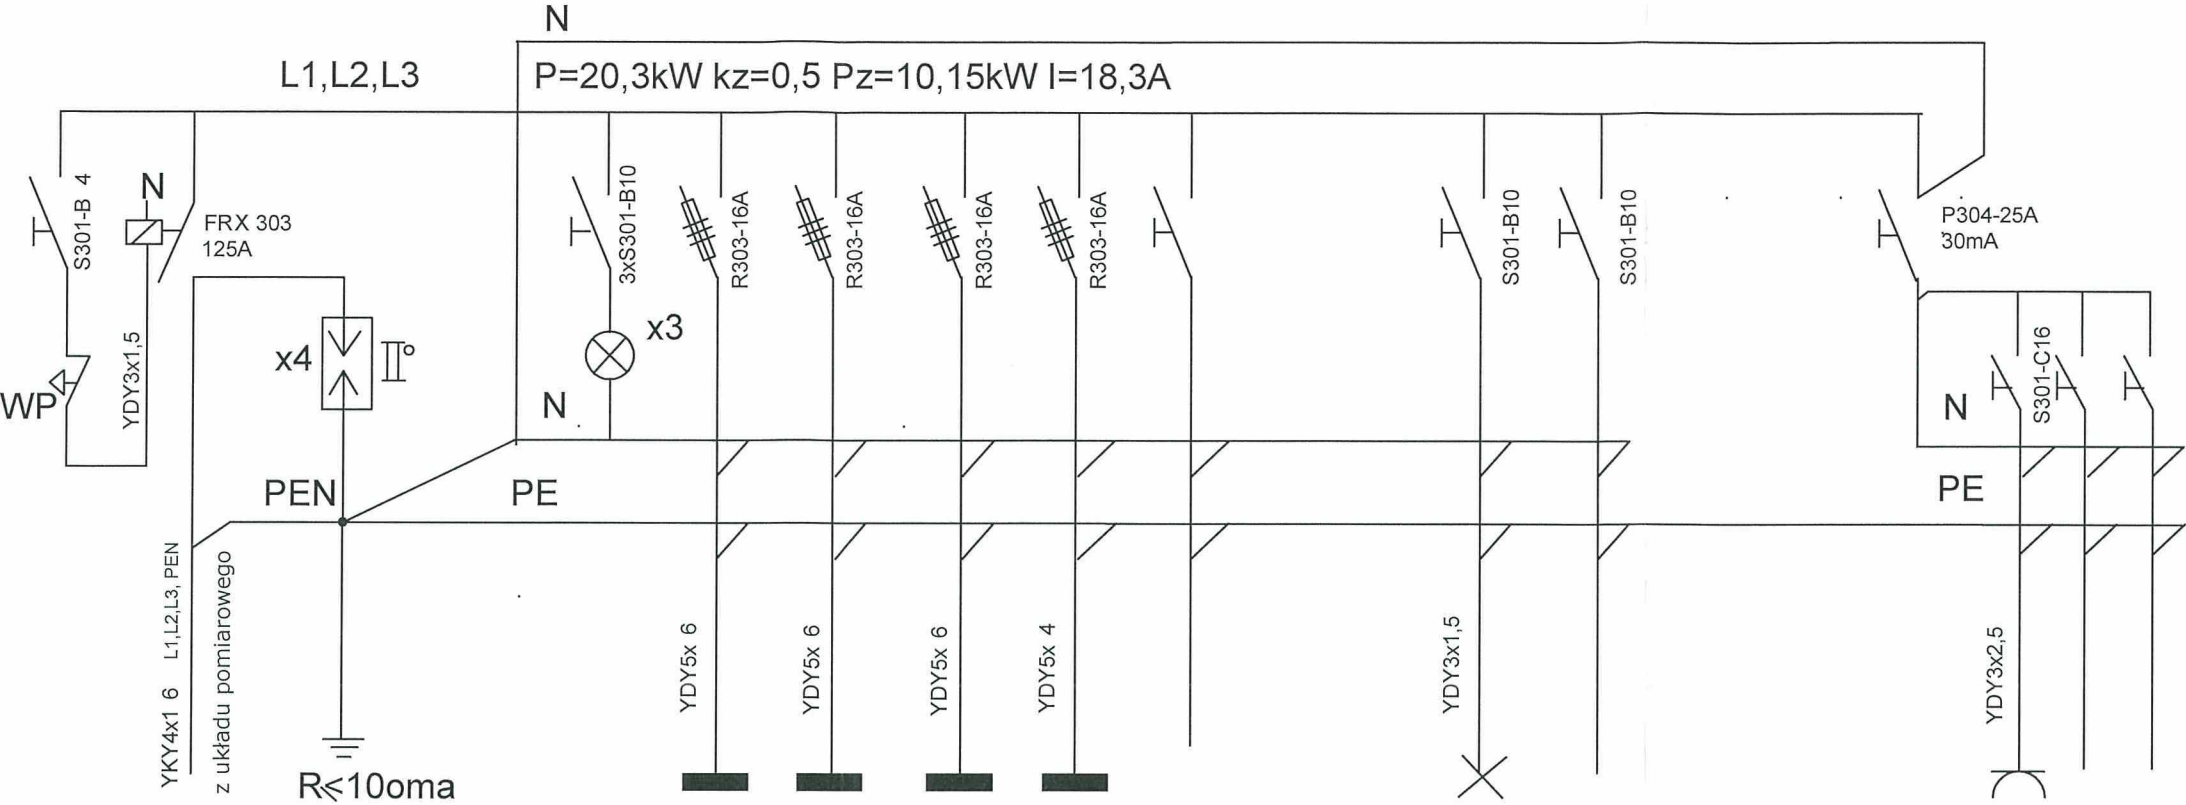 N
L1,L2,L3
P=20,3kW kz=0,5 Pz=10,15kW I=18,3A
S301-B 4
N
FRX 303
125A
3xS301-B10
R303-16A
R303-16A
R303-16A
R303-16A
S301-B10
S301-B10
P304-25A
30mA
x3
x4
II°
WP
YDY3x1,5
N
S301-C16
N
PEN
PE
PE
YKY4x1 6 L1,L2,L3, PEN
z układu pomiarowego
YDY5x 6
YDY5x 6
YDY5x 6
YDY5x 4
YDY3x1,5
YDY3x2,5
R⩽10oma